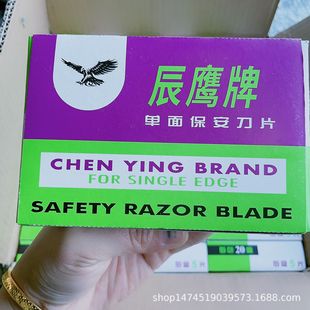 辰鹰牌
单面保安刀片
CHEN YING BRAND
FOR SINGLE EDGE
SAFETY RAZOR BLADE
shop1474519039573.1688.com